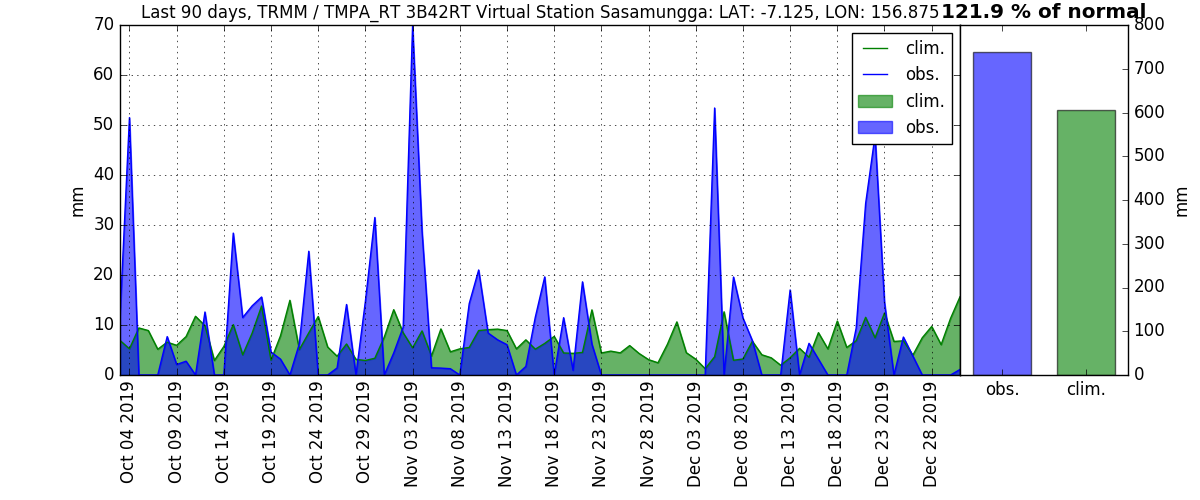 Last 90 days, TRMM / TMPA_RT 3B42RT Virtual Station Sasamungga: LAT: -7.125, LON: 156.875
121.9 % of normal
70
60
50
40
30
20
10
0
mm
clim.
obs.
clim.
obs.
Oct 04 2019
Oct 09 2019
Oct 14 2019
Oct 19 2019
Oct 24 2019
Oct 29 2019
Nov 03 2019
Nov 08 2019
Nov 13 2019
Nov 18 2019
Nov 23 2019
Nov 28 2019
Dec 03 2019
Dec 08 2019
Dec 13 2019
Dec 18 2019
Dec 23 2019
Dec 28 2019
800
700
600
500
400
300
200
100
0
mm
obs.
clim.